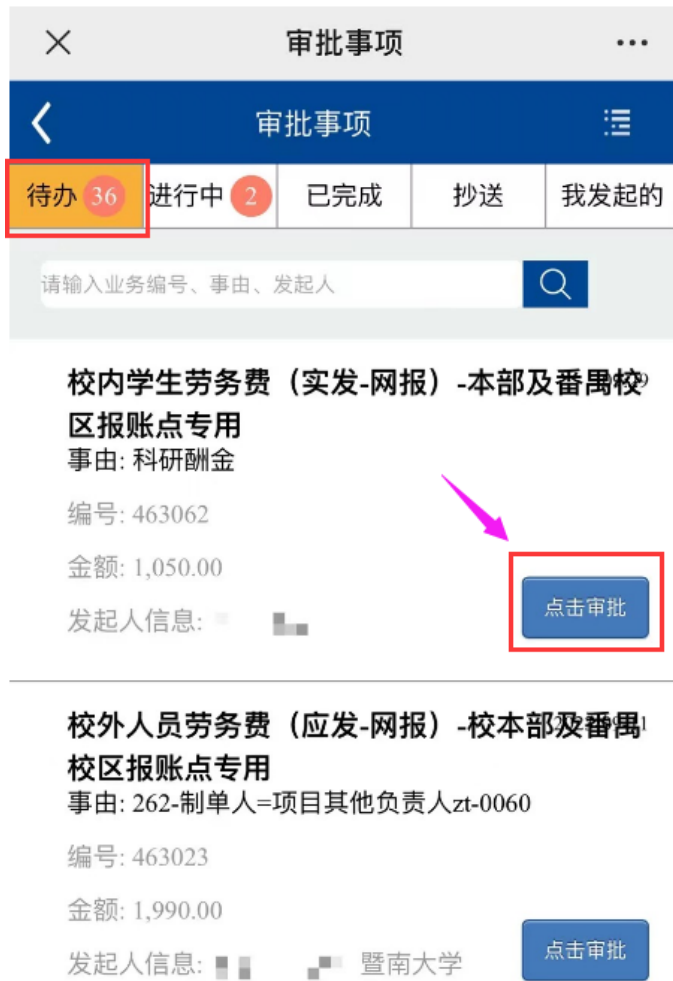 审批事项
审批事项
待办 36 进行中 2 已完成 抄送 我发起的
请输入业务编号、事由、发起人
校内学生劳务费（实发-网报）-本部及番禺校
区报账点专用
事由: 科研酬金
编号: 463062
金额: 1,050.00
发起人信息:
点击审批
校外人员劳务费（应发-网报）-校本部及番禺
校区报账点专用
事由: 262-制单人=项目其他负责人zt-0060
编号: 463023
金额: 1,990.00
发起人信息: 暨南大学
点击审批